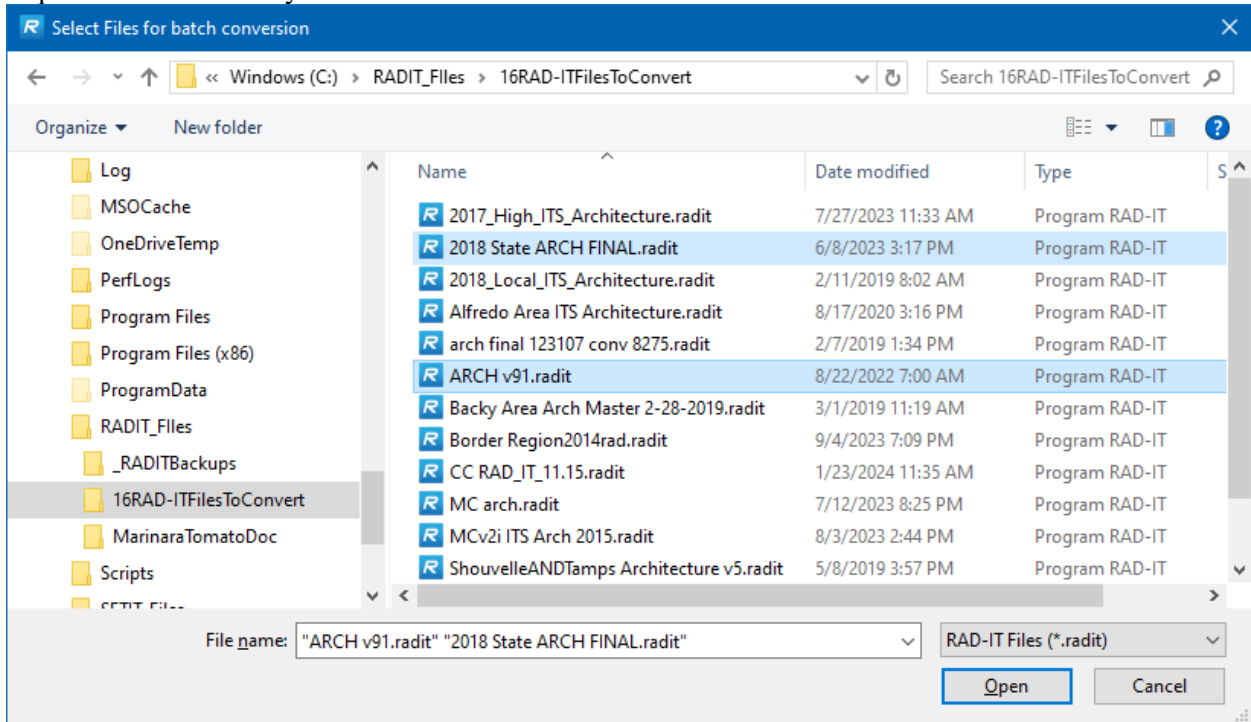 Select Files for batch conversion
« Windows (C:) > RADIT_FIles > 16RAD-ITFilesToConvert
Search 16RAD-ITFilesToConvert
Organize
New folder
Log
MSOCache
OneDriveTemp
PerfLogs
Program Files
Program Files (x86)
ProgramData
RADIT_FIles
_RADITBackups
16RAD-ITFilesToConvert
MarinaraTomatoDoc
Scripts
Name Date modified Type S
2017_High_ITS_Architecture.radit 7/27/2023 11:33 AM Program RAD-IT
2018 State ARCH FINAL.radit 6/8/2023 3:17 PM Program RAD-IT
2018_Local_ITS_Architecture.radit 2/11/2019 8:02 AM Program RAD-IT
Alfredo Area ITS Architecture.radit 8/17/2020 3:16 PM Program RAD-IT
arch final 123107 conv 8275.radit 2/7/2019 1:34 PM Program RAD-IT
ARCH v91.radit 8/22/2022 7:00 AM Program RAD-IT
Backy Area Arch Master 2-28-2019.radit 3/1/2019 11:19 AM Program RAD-IT
Border Region2014rad.radit 9/4/2023 7:09 PM Program RAD-IT
CC RAD_IT_11.15.radit 1/23/2024 11:35 AM Program RAD-IT
MC arch.radit 7/12/2023 8:25 PM Program RAD-IT
MCv2i ITS Arch 2015.radit 8/3/2023 2:44 PM Program RAD-IT
ShouvelleANDTamps Architecture v5.radit 5/8/2019 3:57 PM Program RAD-IT
File name: "ARCH v91.radit" "2018 State ARCH FINAL.radit"
RAD-IT Files (*.radit)
Open
Cancel